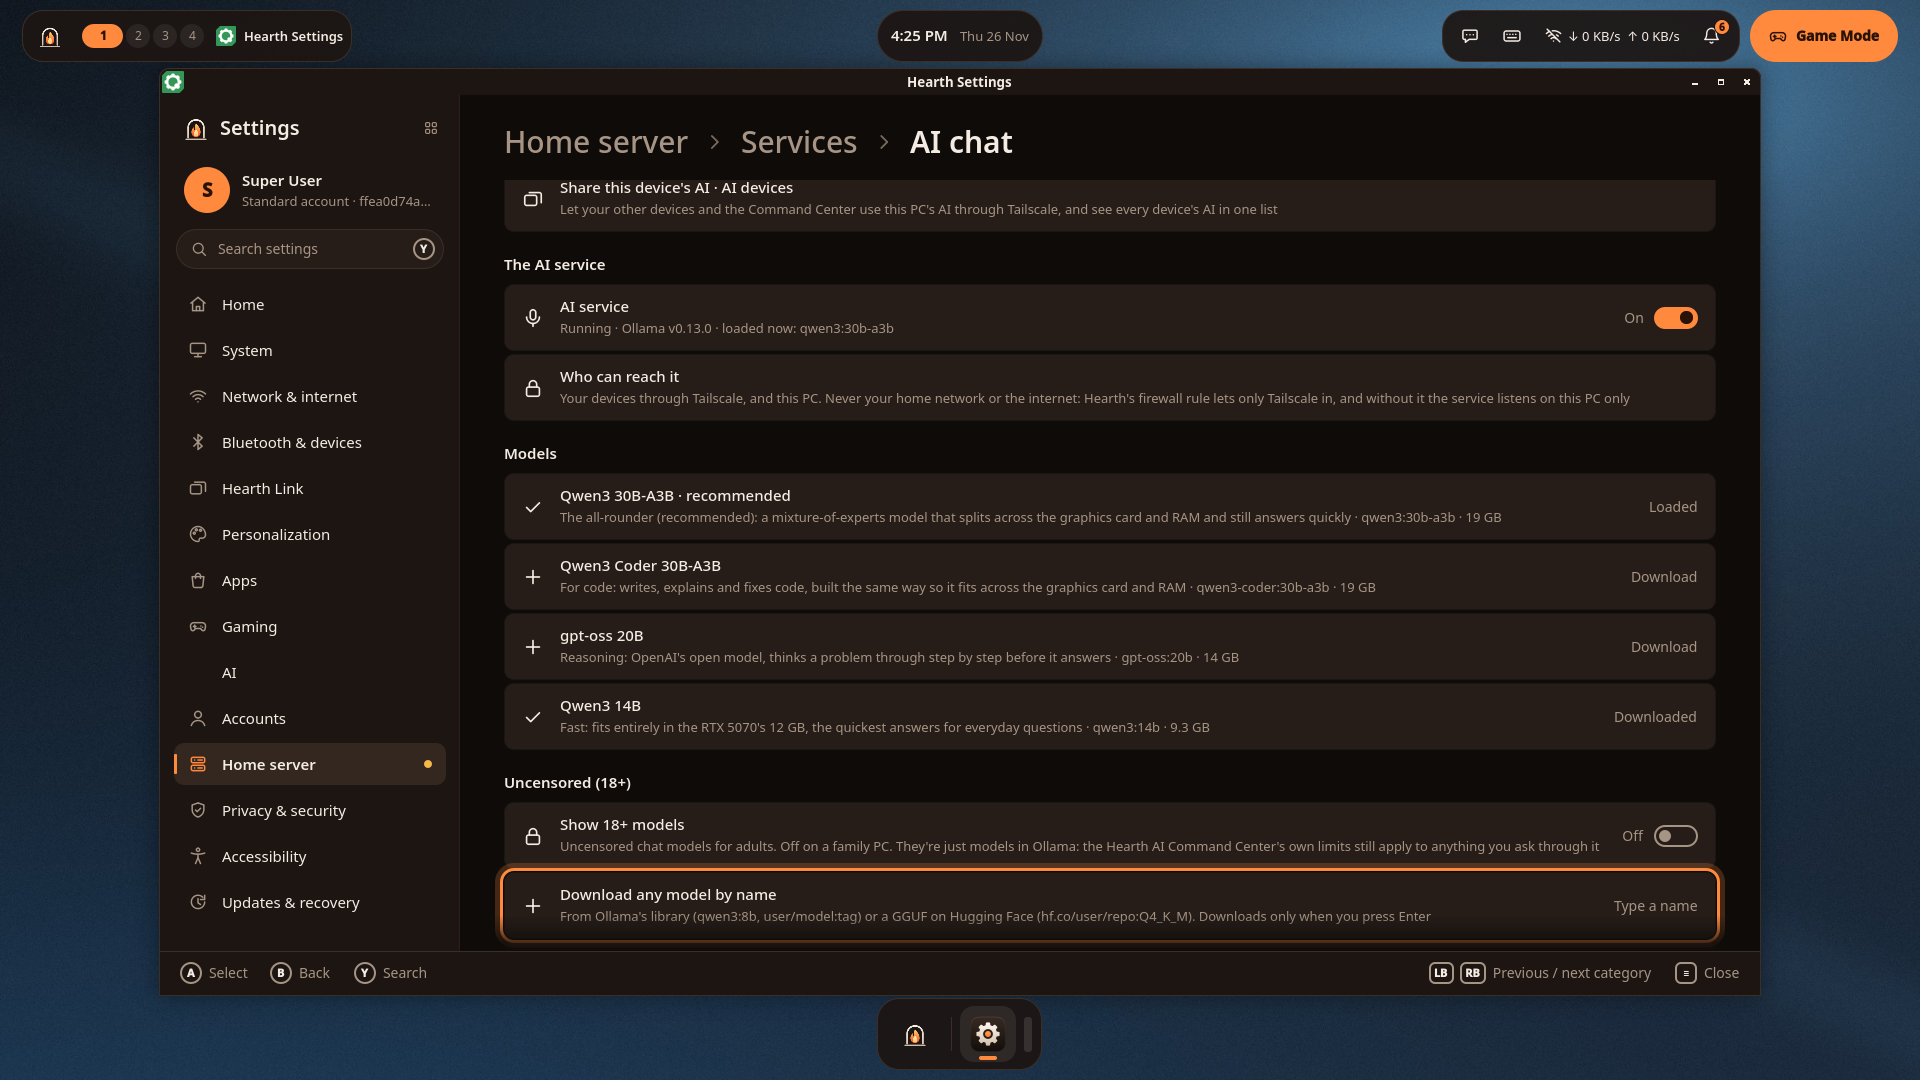 1 2 3 4 Hearth Settings
4:25 PM Thu 26 Nov
↓ 0 KB/s ↑ 0 KB/s
6
Game Mode
Hearth Settings
Settings
S
Super User
Standard account · ffea0d74a...
Search settings
Y
Home
System
Network & internet
Bluetooth & devices
Hearth Link
Personalization
Apps
Gaming
AI
Accounts
Home server
Privacy & security
Accessibility
Updates & recovery
Home server > Services > AI chat
Share this device's AI · AI devices
Let your other devices and the Command Center use this PC's AI through Tailscale, and see every device's AI in one list
The AI service
AI service
Running · Ollama v0.13.0 · loaded now: qwen3:30b-a3b
On
Who can reach it
Your devices through Tailscale, and this PC. Never your home network or the internet: Hearth's firewall rule lets only Tailscale in, and without it the service listens on this PC only
Models
Qwen3 30B-A3B · recommended
The all-rounder (recommended): a mixture-of-experts model that splits across the graphics card and RAM and still answers quickly · qwen3:30b-a3b · 19 GB
Loaded
Qwen3 Coder 30B-A3B
For code: writes, explains and fixes code, built the same way so it fits across the graphics card and RAM · qwen3-coder:30b-a3b · 19 GB
Download
gpt-oss 20B
Reasoning: OpenAI's open model, thinks a problem through step by step before it answers · gpt-oss:20b · 14 GB
Download
Qwen3 14B
Fast: fits entirely in the RTX 5070's 12 GB, the quickest answers for everyday questions · qwen3:14b · 9.3 GB
Downloaded
Uncensored (18+)
Show 18+ models
Uncensored chat models for adults. Off on a family PC. They're just models in Ollama: the Hearth AI Command Center's own limits still apply to anything you ask through it
Off
Download any model by name
From Ollama's library (qwen3:8b, user/model:tag) or a GGUF on Hugging Face (hf.co/user/repo:Q4_K_M). Downloads only when you press Enter
Type a name
A Select B Back Y Search
LB RB Previous / next category ≡ Close